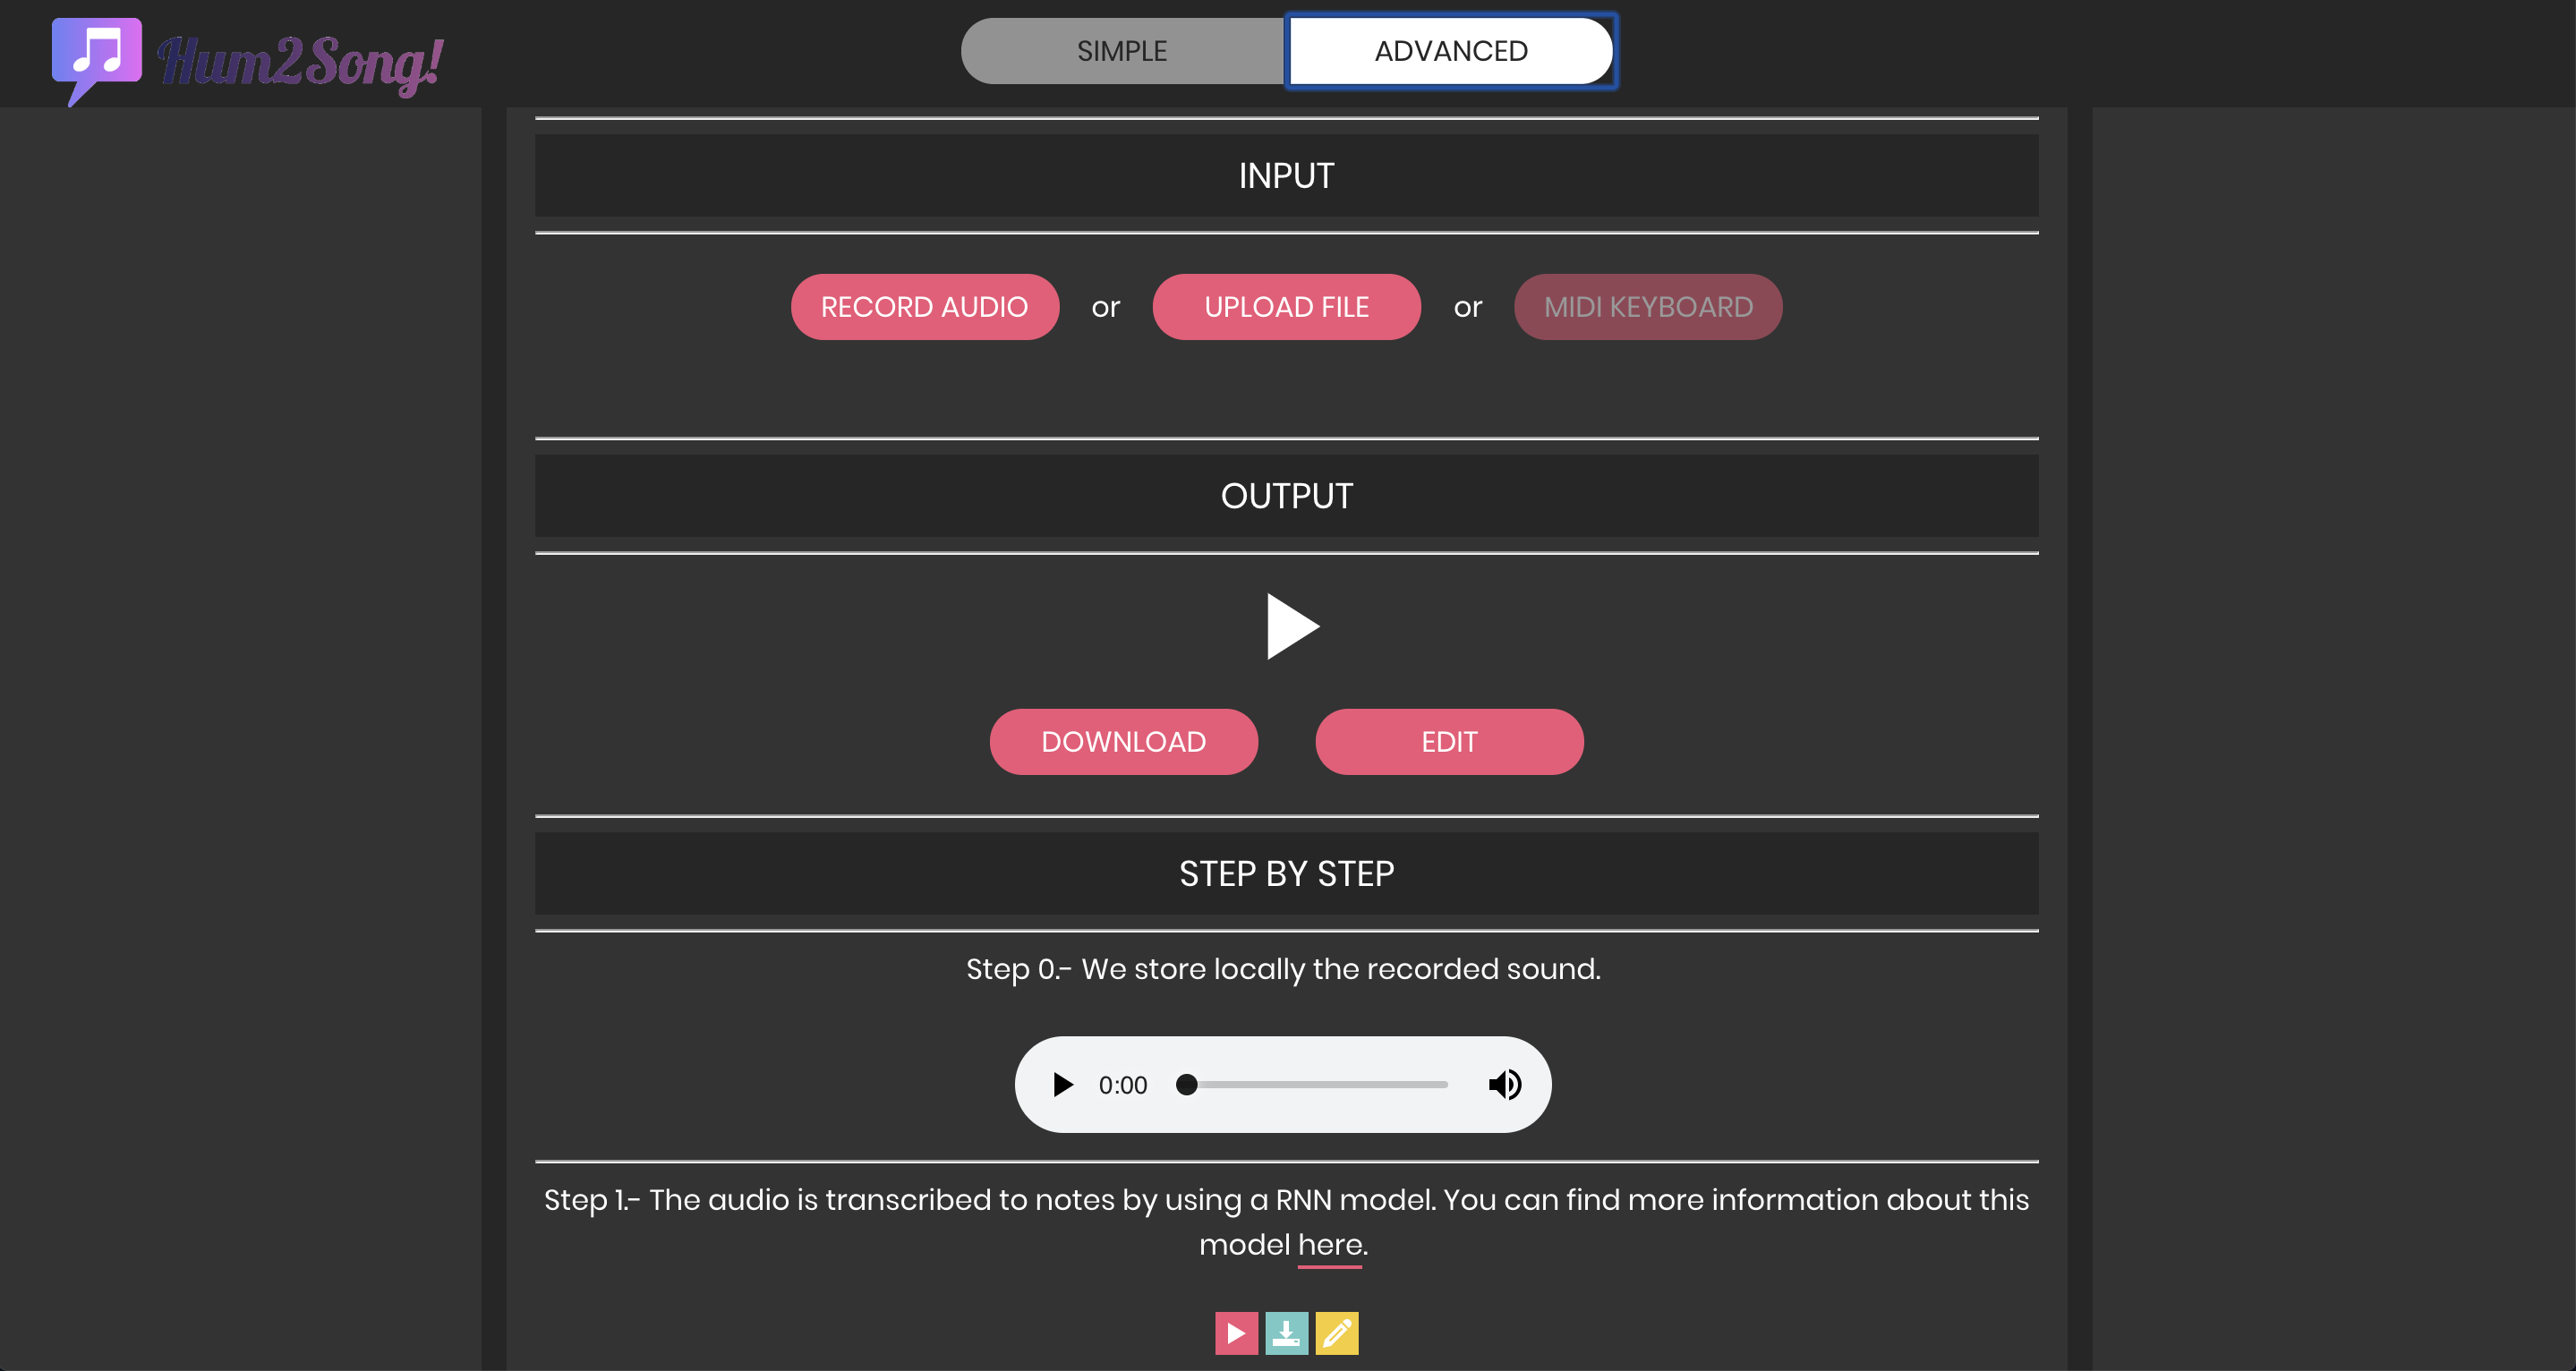 Hum2Song!
SIMPLE
ADVANCED
INPUT
RECORD AUDIO or UPLOAD FILE or MIDI KEYBOARD
OUTPUT
DOWNLOAD
EDIT
STEP BY STEP
Step 0.- We store locally the recorded sound.
0:00
Step 1.- The audio is transcribed to notes by using a RNN model. You can find more information about this
model here.